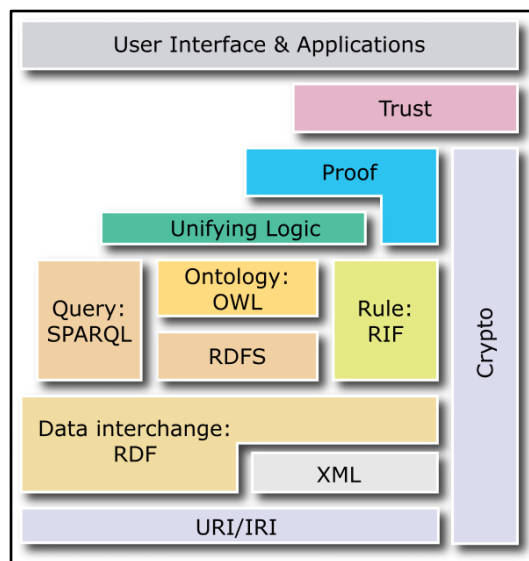 User Interface & Applications
Trust
Proof
Unifying Logic
Query:
SPARQL
Ontology:
OWL
RDFS
Rule:
RIF
Crypto
Data interchange:
RDF
XML
URI/IRI